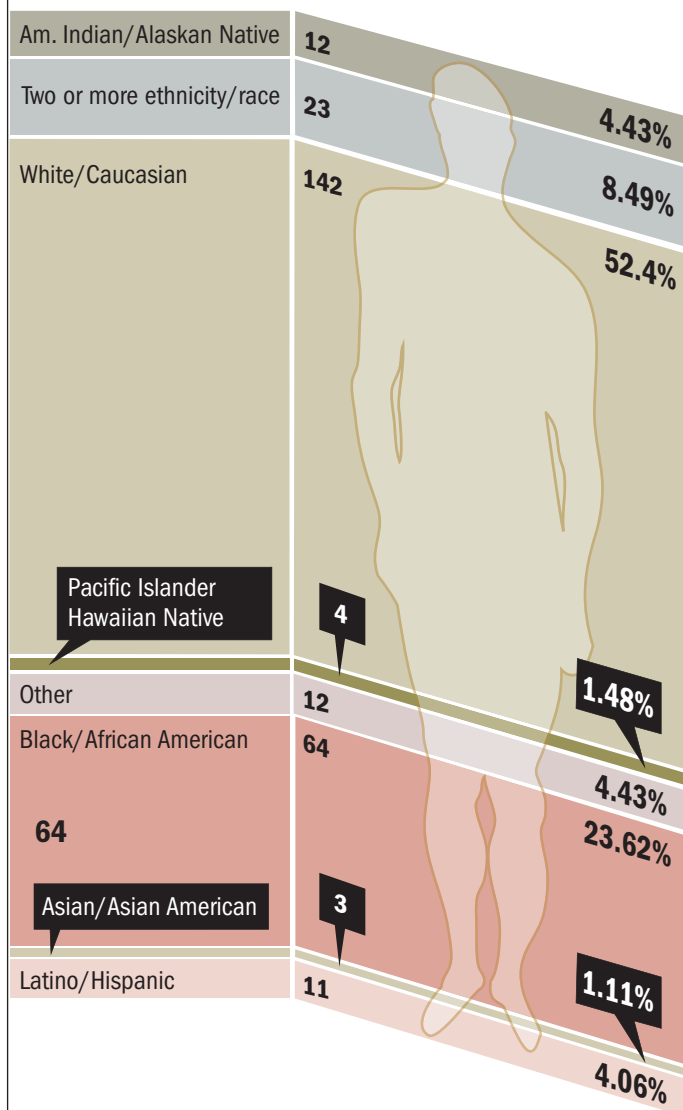 Am. Indian/Alaskan Native 12 4.43%
Two or more ethnicity/race 23 8.49%
White/Caucasian 142 52.4%
Pacific Islander
Hawaiian Native 4 1.48%
Other 12 4.43%
Black/African American 64 23.62%
64
Asian/Asian American 3 1.11%
Latino/Hispanic 11 4.06%